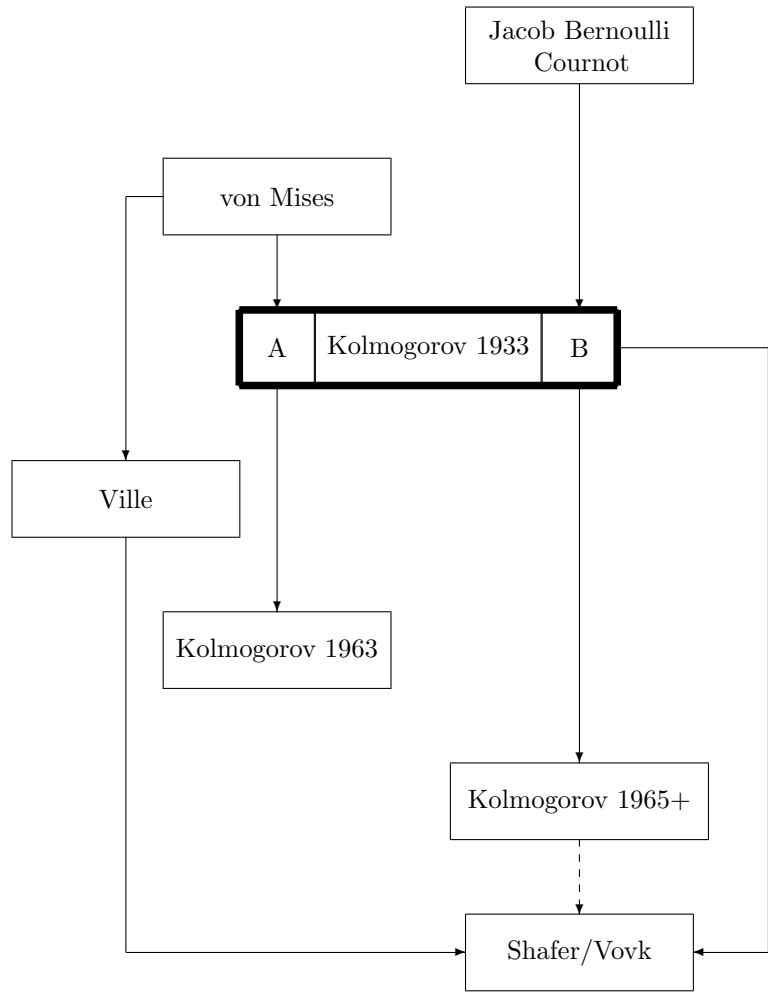 Jacob Bernoulli
Cournot
von Mises
A
Kolmogorov 1933
B
Ville
Kolmogorov 1963
Kolmogorov 1965+
Shafer/Vovk